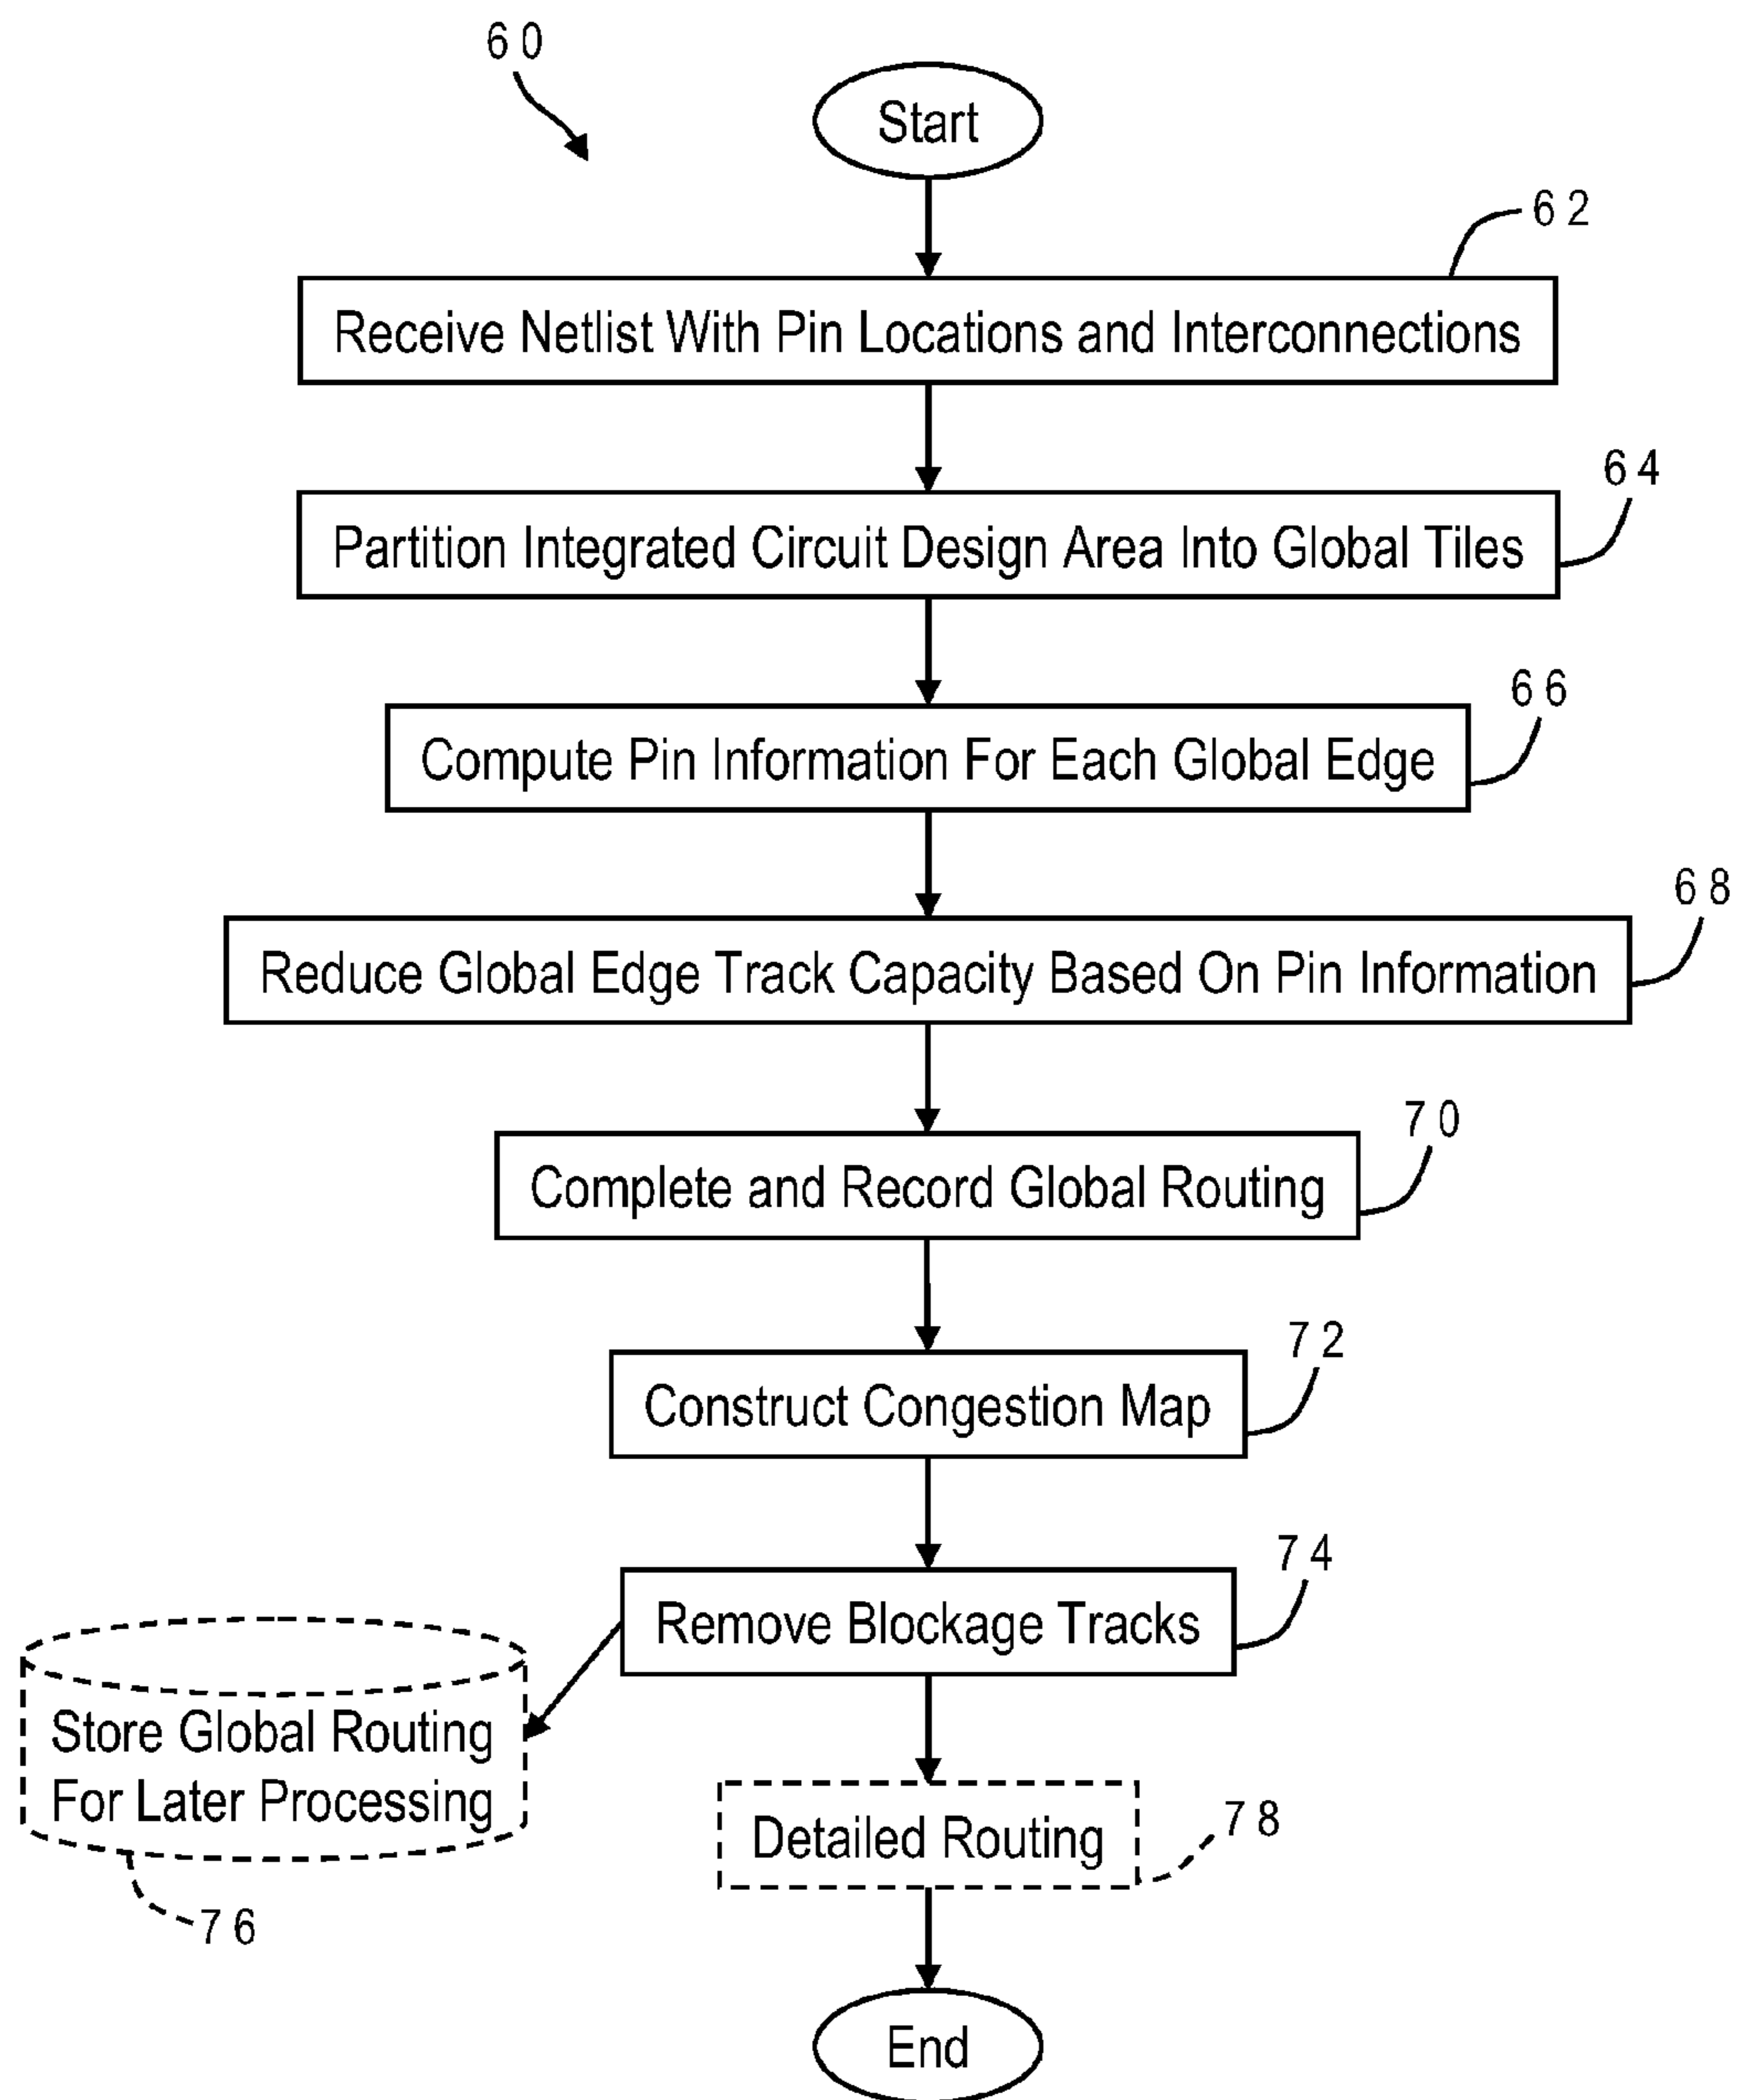 60
Start
62
Receive Netlist With Pin Locations and Interconnections
64
Partition Integrated Circuit Design Area Into Global Tiles
66
Compute Pin Information For Each Global Edge
68
Reduce Global Edge Track Capacity Based On Pin Information
70
Complete and Record Global Routing
72
Construct Congestion Map
74
Remove Blockage Tracks
Store Global Routing
For Later Processing
76
78
Detailed Routing
End